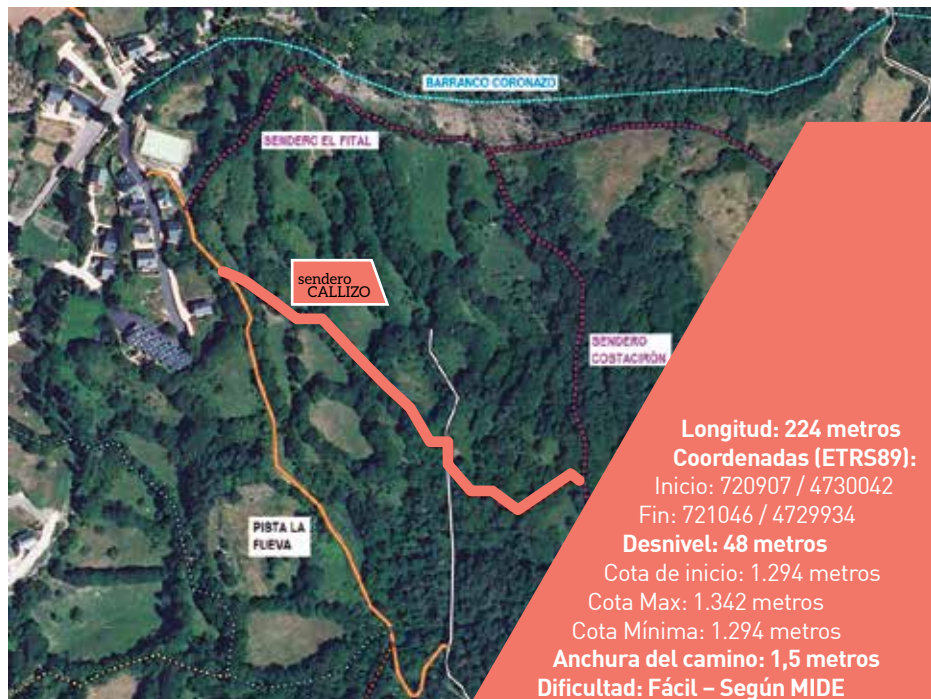 BARRANCO CORONAZO
SENDERO EL FITAL
sendero
CALLIZO
SENDERO
COSTACIRÓN
PISTA LA
FUEVA
Longitud: 224 metros
Coordenadas (ETRS89):
Inicio: 720907 / 4730042
Fin: 721046 / 4729934
Desnivel: 48 metros
Cota de inicio: 1.294 metros
Cota Max: 1.342 metros
Cota Mínima: 1.294 metros
Anchura del camino: 1,5 metros
Dificultad: Fácil – Según MIDE